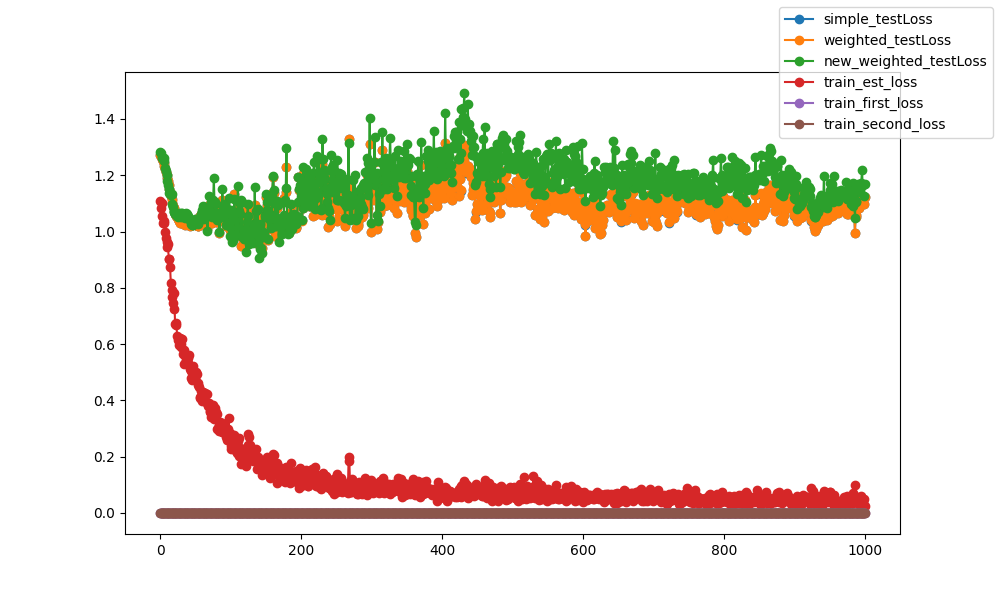 simple_testLoss
weighted_testLoss
new_weighted_testLoss
train_est_loss
train_first_loss
train_second_loss
1.4
1.2
1.0
0.8
0.6
0.4
0.2
0.0
0 200 400 600 800 1000